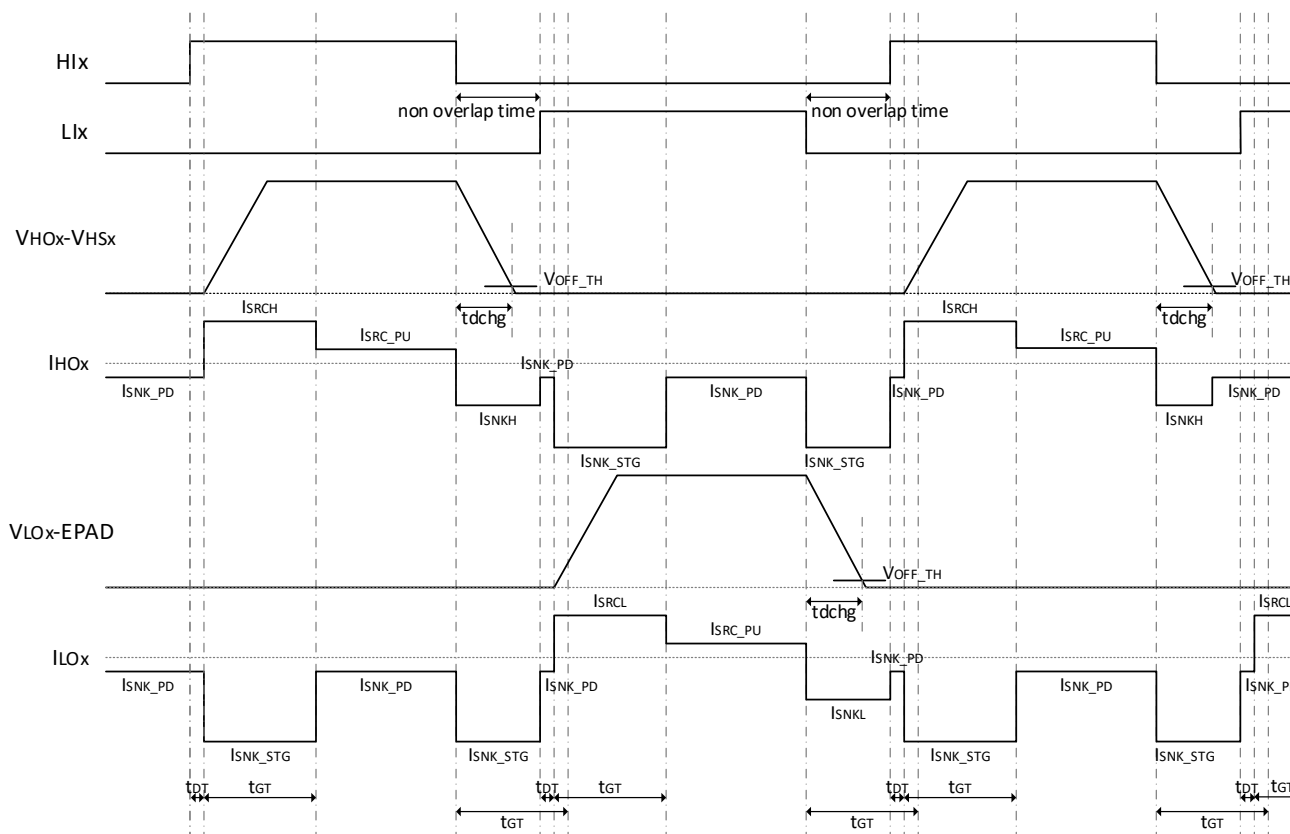 HIx
non overlap time
non overlap time
LIx
VHOx-VHSx
VOFF_TH
VOFF_TH
tdchg
tdchg
ISRCH
ISRCH
ISRC_PU
ISRC_PU
IHOx
ISNK_PD
ISNK_PD
ISNK_PD
ISNK_PD
ISNK_PD
ISNKH
ISNKH
ISNK_STG
ISNK_STG
VLOx-EPAD
VOFF_TH
tdchg
ISRCL
ISRCL
ISRC_PU
ILOx
ISNK_PD
ISNK_PD
ISNK_PD
ISNK_PD
ISNK_PD
ISNK_PD
ISNKL
ISNK_STG
ISNK_STG
ISNK_STG
ISNK_STG
tDT
tGT
tDT
tGT
tDT
tGT
tDT
tGT
tGT
tGT
tGT